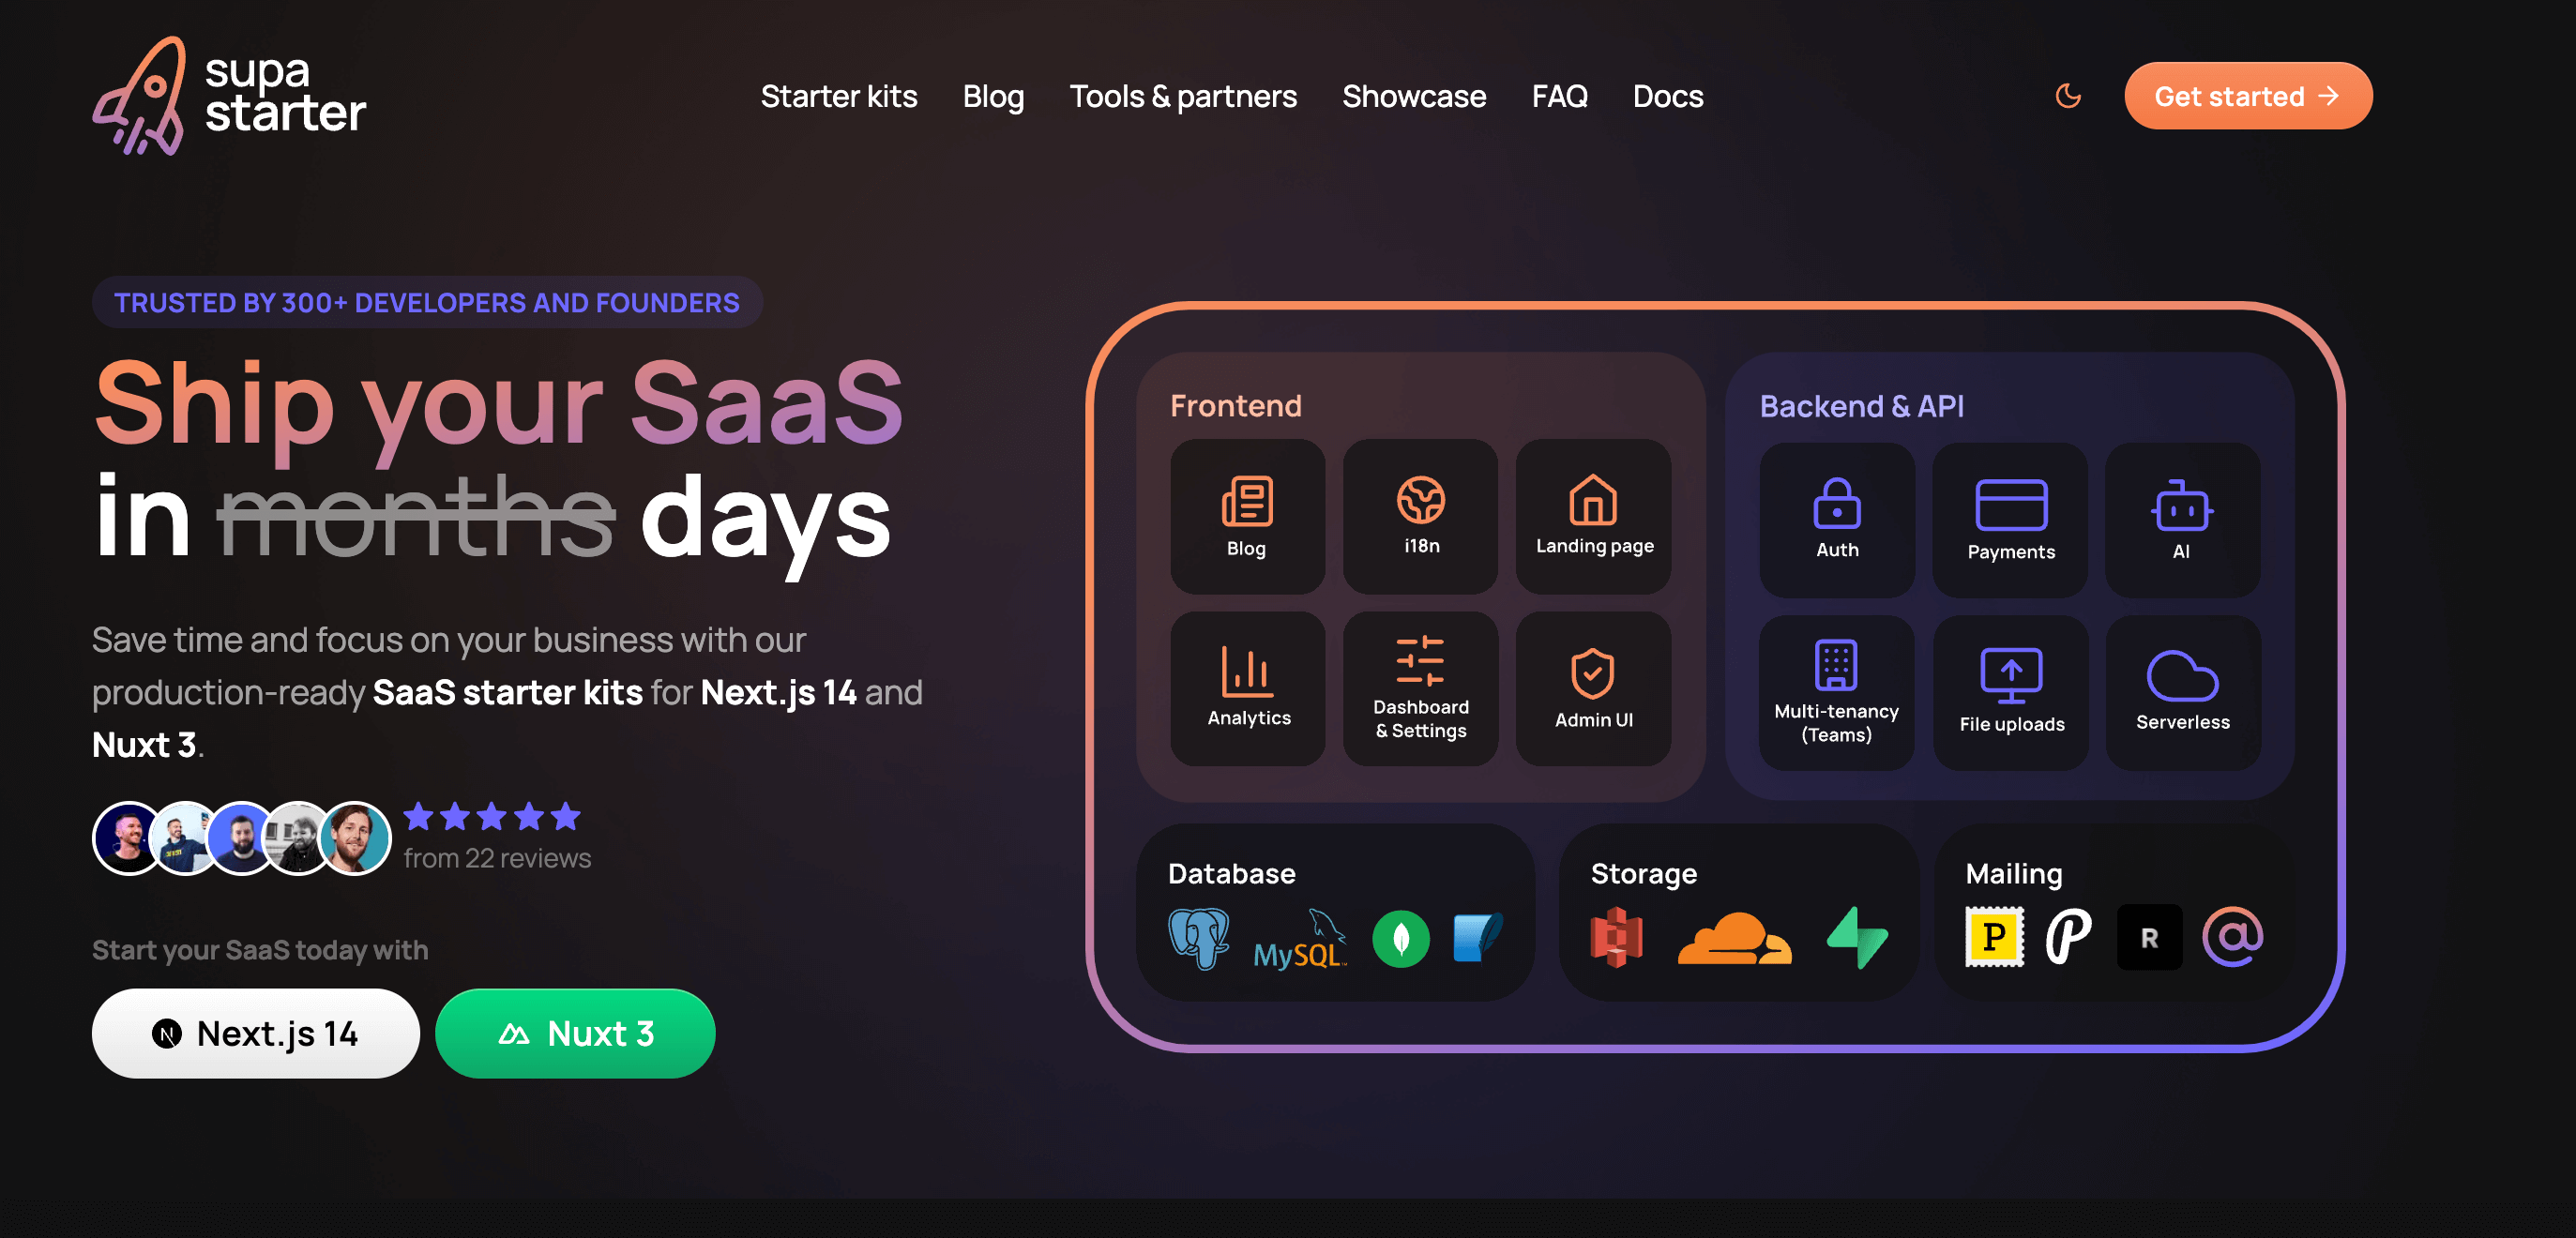 supa
starter
Starter kits
Blog
Tools & partners
Showcase
FAQ
Docs
Get started
TRUSTED BY 300+ DEVELOPERS AND FOUNDERS
Ship your SaaS
in months days
Save time and focus on your business with our
production-ready SaaS starter kits for Next.js 14 and
Nuxt 3.
from 22 reviews
Start your SaaS today with
N Next.js 14
Nuxt 3
Frontend
Blog
i18n
Landing page
Analytics
Dashboard
& Settings
Admin UI
Backend & API
Auth
Payments
AI
Multi-tenancy
(Teams)
File uploads
Serverless
Database
MySQL
Storage
Mailing
P
P
R
@